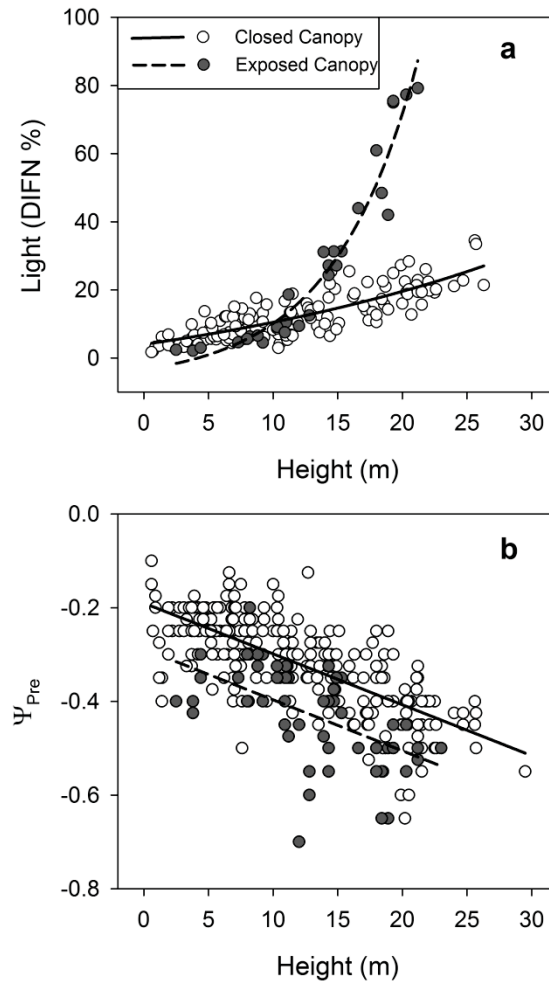 Closed Canopy
Exposed Canopy
a
100
80
60
40
20
0
Light (DIFN %)
0 5 10 15 20 25 30
Height (m)
b
0.0
-0.2
-0.4
-0.6
-0.8
Ψ_Pre
0 5 10 15 20 25 30
Height (m)